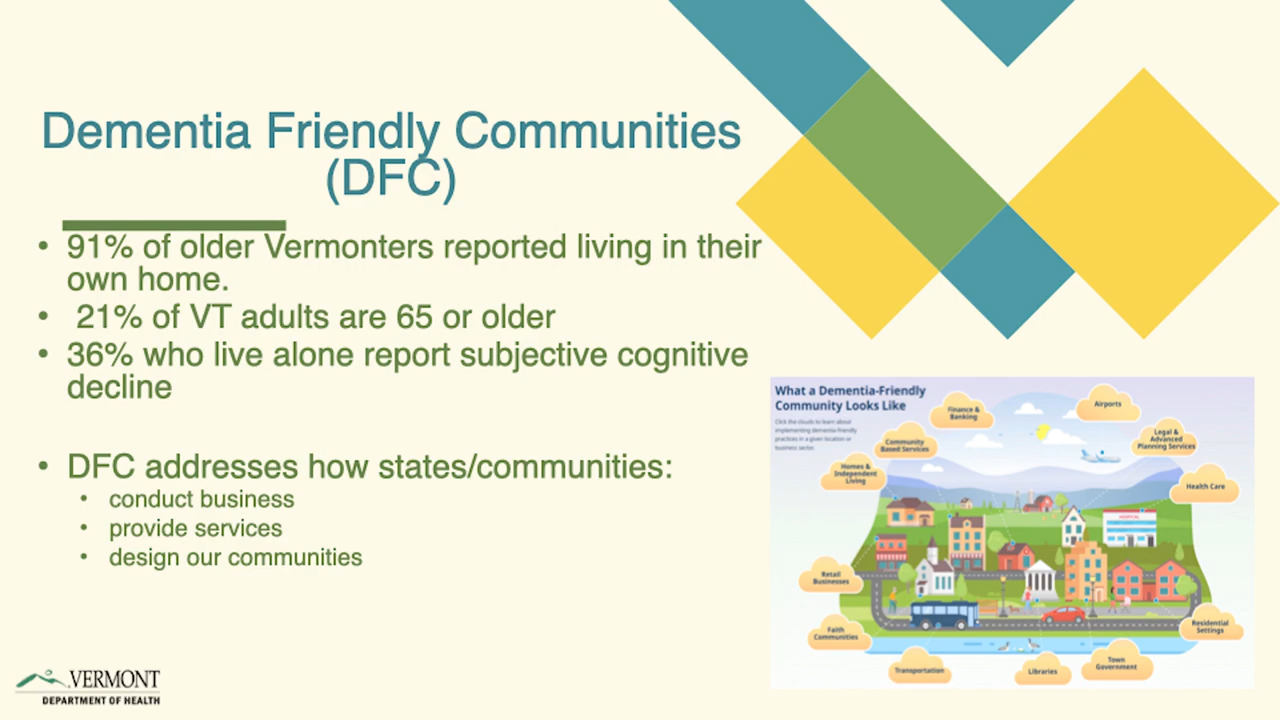 Dementia Friendly Communities
(DFC)
• 91% of older Vermonters reported living in their
own home.
• 21% of VT adults are 65 or older
• 36% who live alone report subjective cognitive
decline
• DFC addresses how states/communities:
• conduct business
• provide services
• design our communities
VERMONT
DEPARTMENT OF HEALTH
What a Dementia-Friendly
Community Looks Like
Click the clouds to learn about
implementing dementia-friendly
practices in a given location or
business sector.
Finance &
Banking
Airports
Community
Based Services
Legal &
Advanced
Planning Services
Homes &
Independent
Living
Health Care
HOSPITAL
Retail
Businesses
Faith
Communities
Residential
Settings
Transportation
Libraries
Town
Government